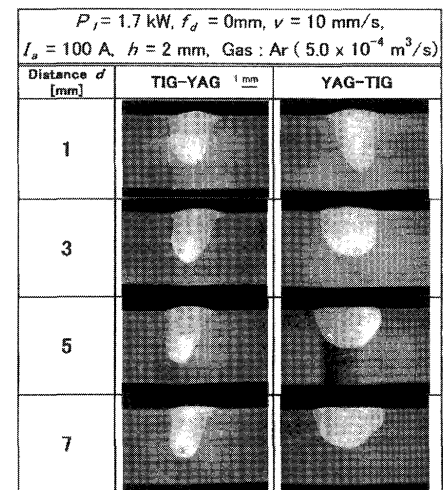 P_l = 1.7 kW, f_d = 0mm, v = 10 mm/s,
I_a = 100 A, h = 2 mm, Gas : Ar ( 5.0 x 10⁻⁴ m³/s)
Distance d [mm] TIG-YAG 1 mm YAG-TIG
1
3
5
7